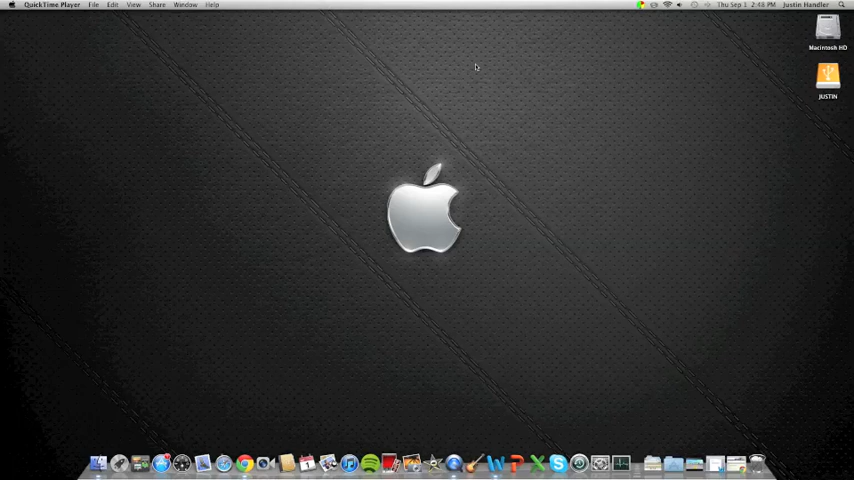 QuickTime Player File Edit View Share Window Help
Thu Sep 1 2:48 PM Justin Handler
Macintosh HD
JUSTIN